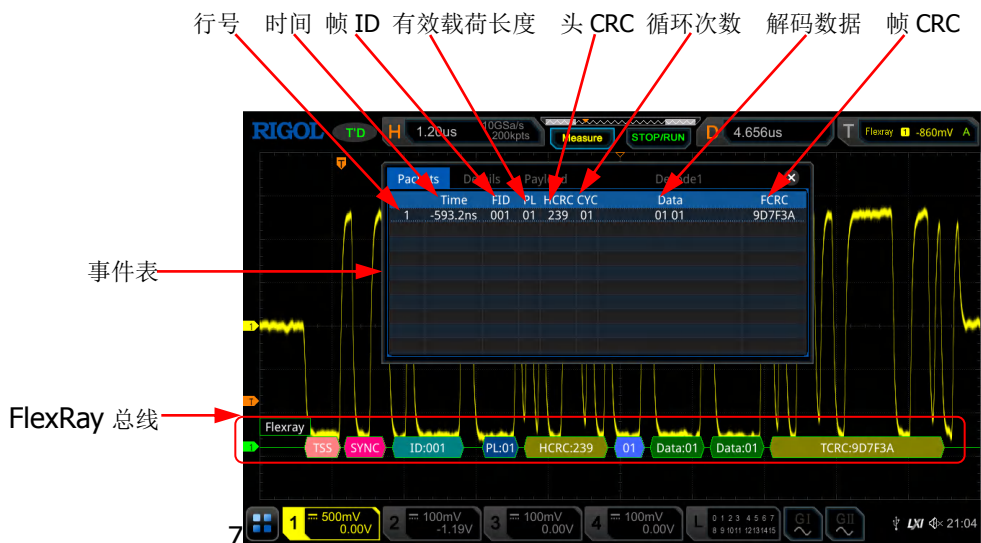 行号 时间 帧 ID 有效载荷长度 头 CRC 循环次数 解码数据 帧 CRC
RIGOL T'D H 1.20us 10GSa/s 200kpts Measure STOP/RUN D 4.656us T Flexray 1 -860mV A
T
Packets Details Payload Decode1 ×
Time FID PL HCRC CYC Data FCRC
1 -593.2ns 001 01 239 01 01 01 9D7F3A
事件表
1
T
FlexRay 总线
Flexray
TSS SYNC ID:001 PL:01 HCRC:239 01 Data:01 Data:01 TCRC:9D7F3A
7
1 500mV 0.00V 2 100mV -1.19V 3 100mV 0.00V 4 100mV 0.00V L 0 1 2 3 4 5 6 7 8 9 10 11 12 13 14 15 GI GII LXI 21:04